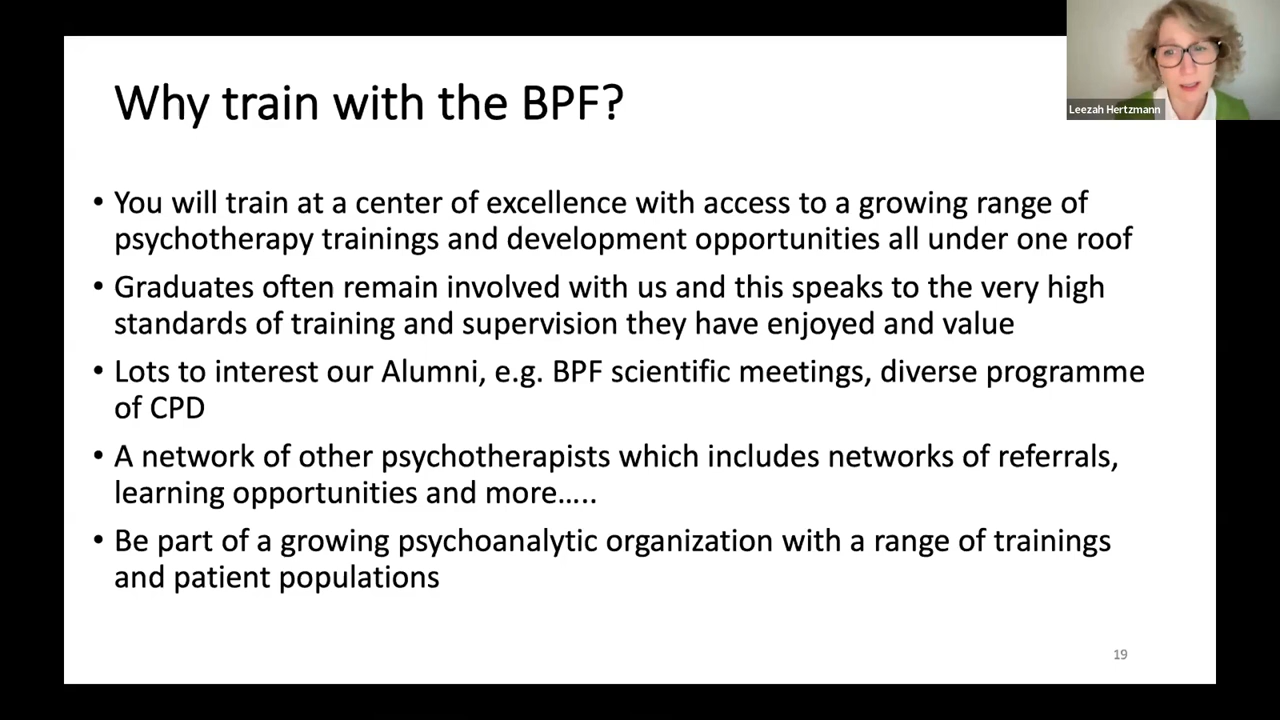 Why train with the BPF?
Leezah Hertzmann
• You will train at a center of excellence with access to a growing range of
psychotherapy trainings and development opportunities all under one roof
• Graduates often remain involved with us and this speaks to the very high
standards of training and supervision they have enjoyed and value
• Lots to interest our Alumni, e.g. BPF scientific meetings, diverse programme
of CPD
• A network of other psychotherapists which includes networks of referrals,
learning opportunities and more…..
• Be part of a growing psychoanalytic organization with a range of trainings
and patient populations
19